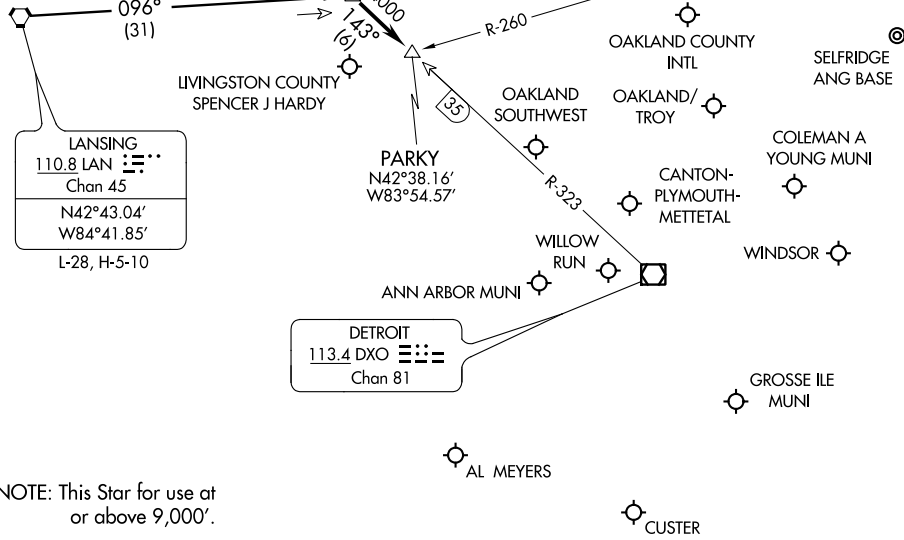 096°
(31)
000
143°
(6)
R-260
OAKLAND COUNTY
INTL
SELFRIDGE
ANG BASE
LIVINGSTON COUNTY
SPENCER J HARDY
35
OAKLAND
SOUTHWEST
OAKLAND/
TROY
COLEMAN A
YOUNG MUNI
LANSING
110.8 LAN
Chan 45
N42°43.04'
W84°41.85'
L-28, H-5-10
PARKY
N42°38.16'
W83°54.57'
R-323
CANTON-
PLYMOUTH-
METTETAL
WILLOW
RUN
WINDSOR
ANN ARBOR MUNI
DETROIT
113.4 DXO
Chan 81
GROSSE ILE
MUNI
AL MEYERS
NOTE: This Star for use at
or above 9,000'.
CUSTER